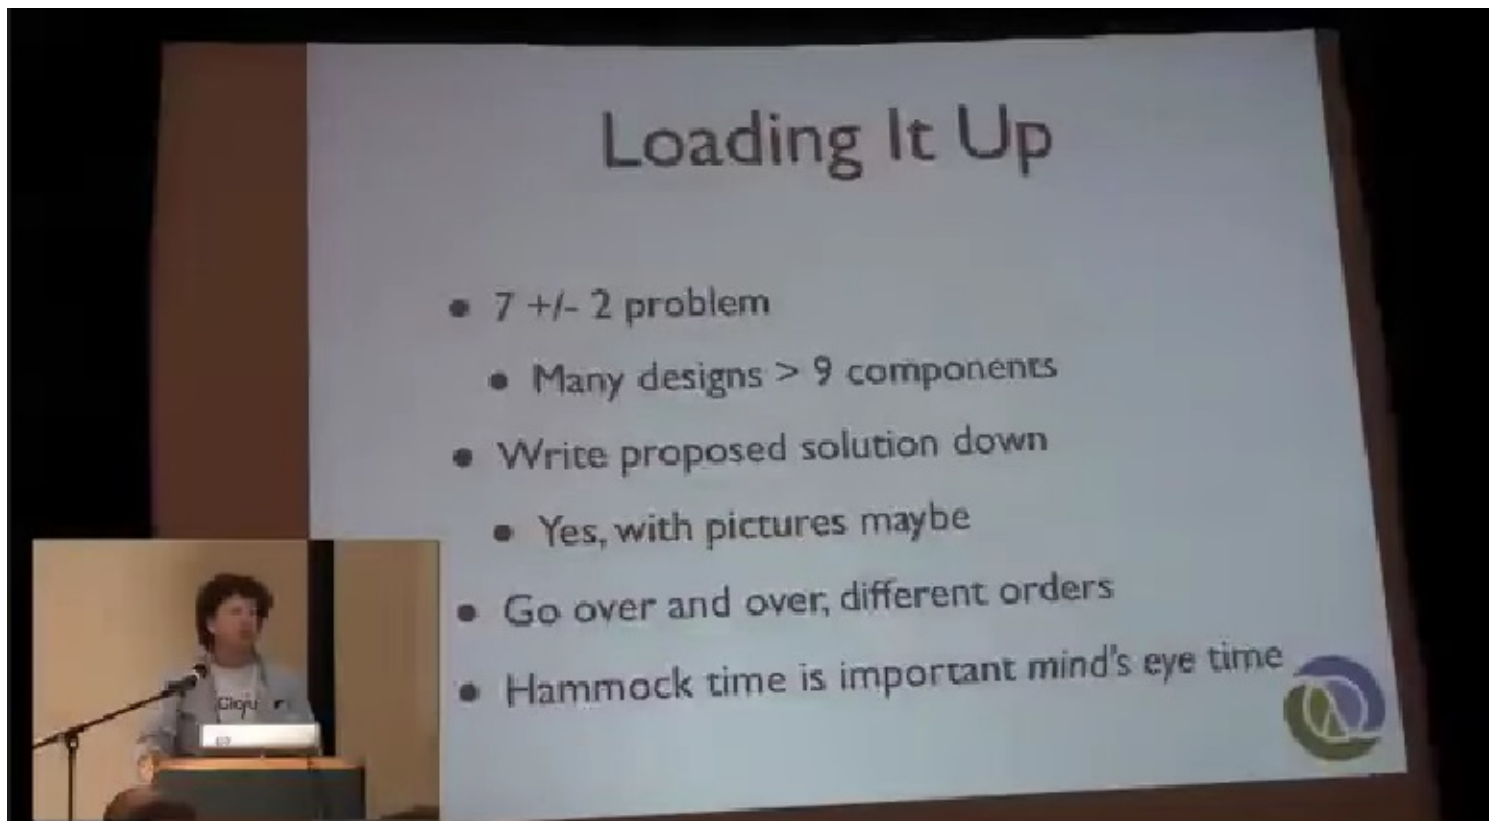 Loading It Up
• 7 +/- 2 problem
• Many designs > 9 components
• Write proposed solution down
• Yes, with pictures maybe
• Go over and over, different orders
• Hammock time is important mind's eye time
Cloju